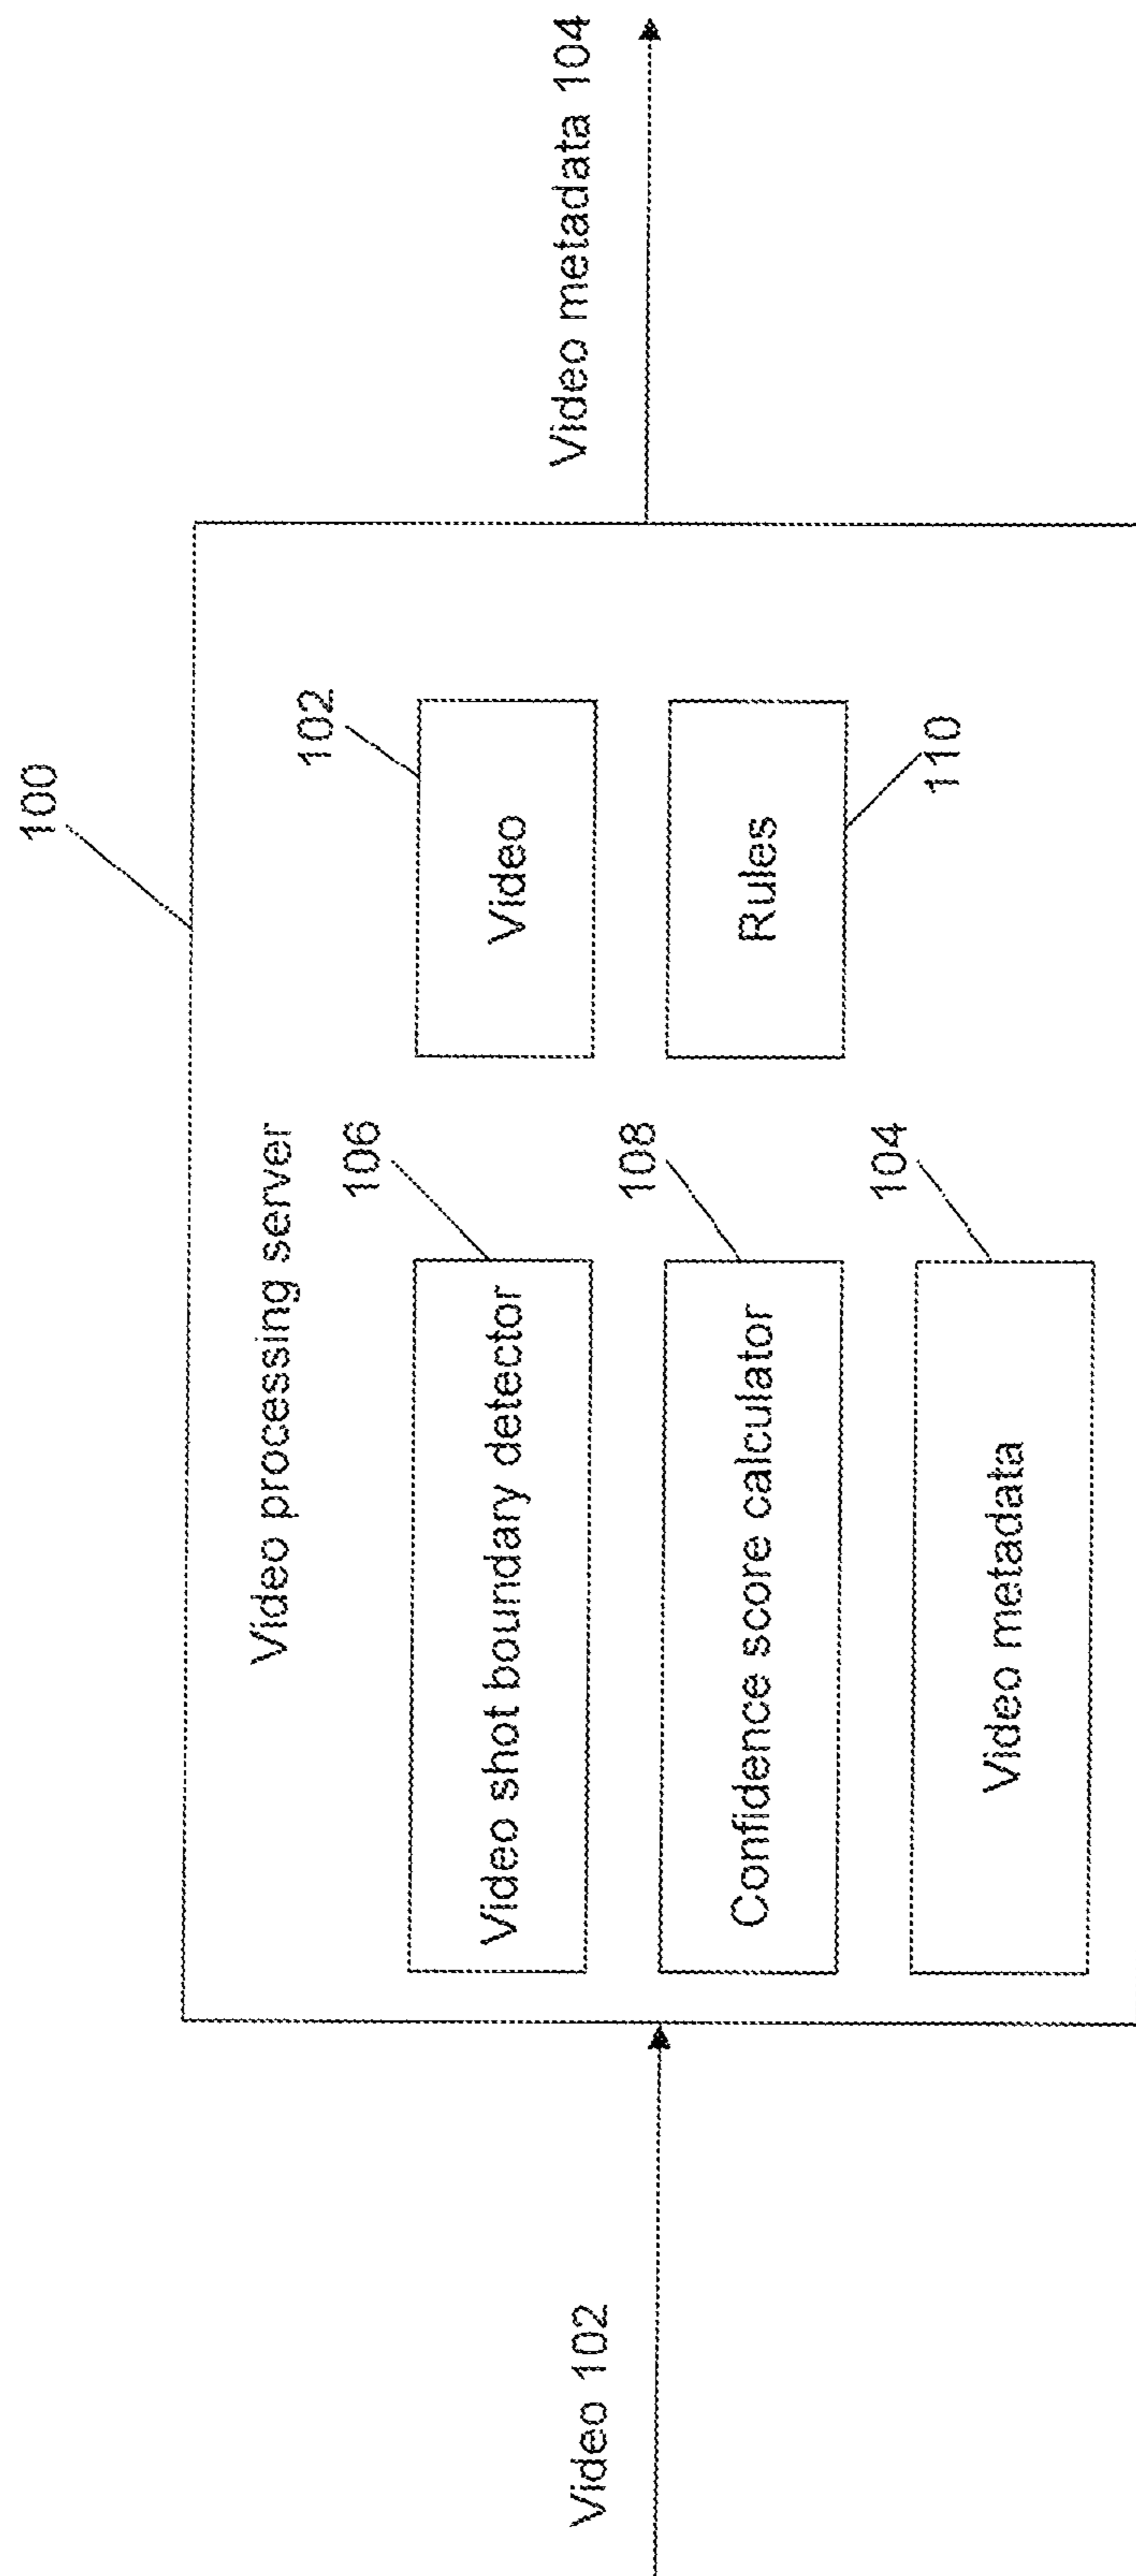 100
Video processing server
102
106
Video shot boundary detector
Video
Video metadata 104
Video 102
108
Confidence score calculator
Rules
110
104
Video metadata